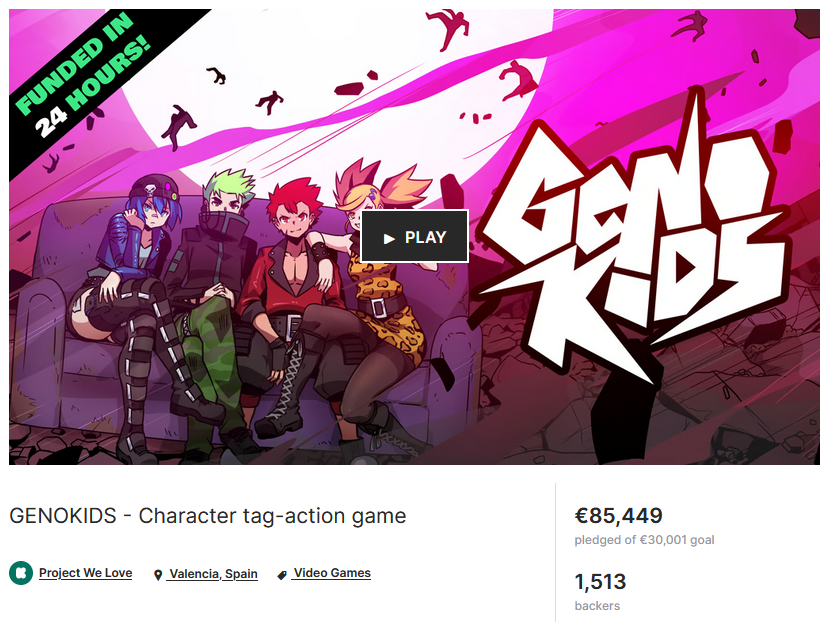 FUNDED IN
24 HOURS!
GENO
KIDS
PLAY
GENOKIDS - Character tag-action game
Project We Love
Valencia, Spain
Video Games
€85,449
pledged of €30,001 goal
1,513
backers